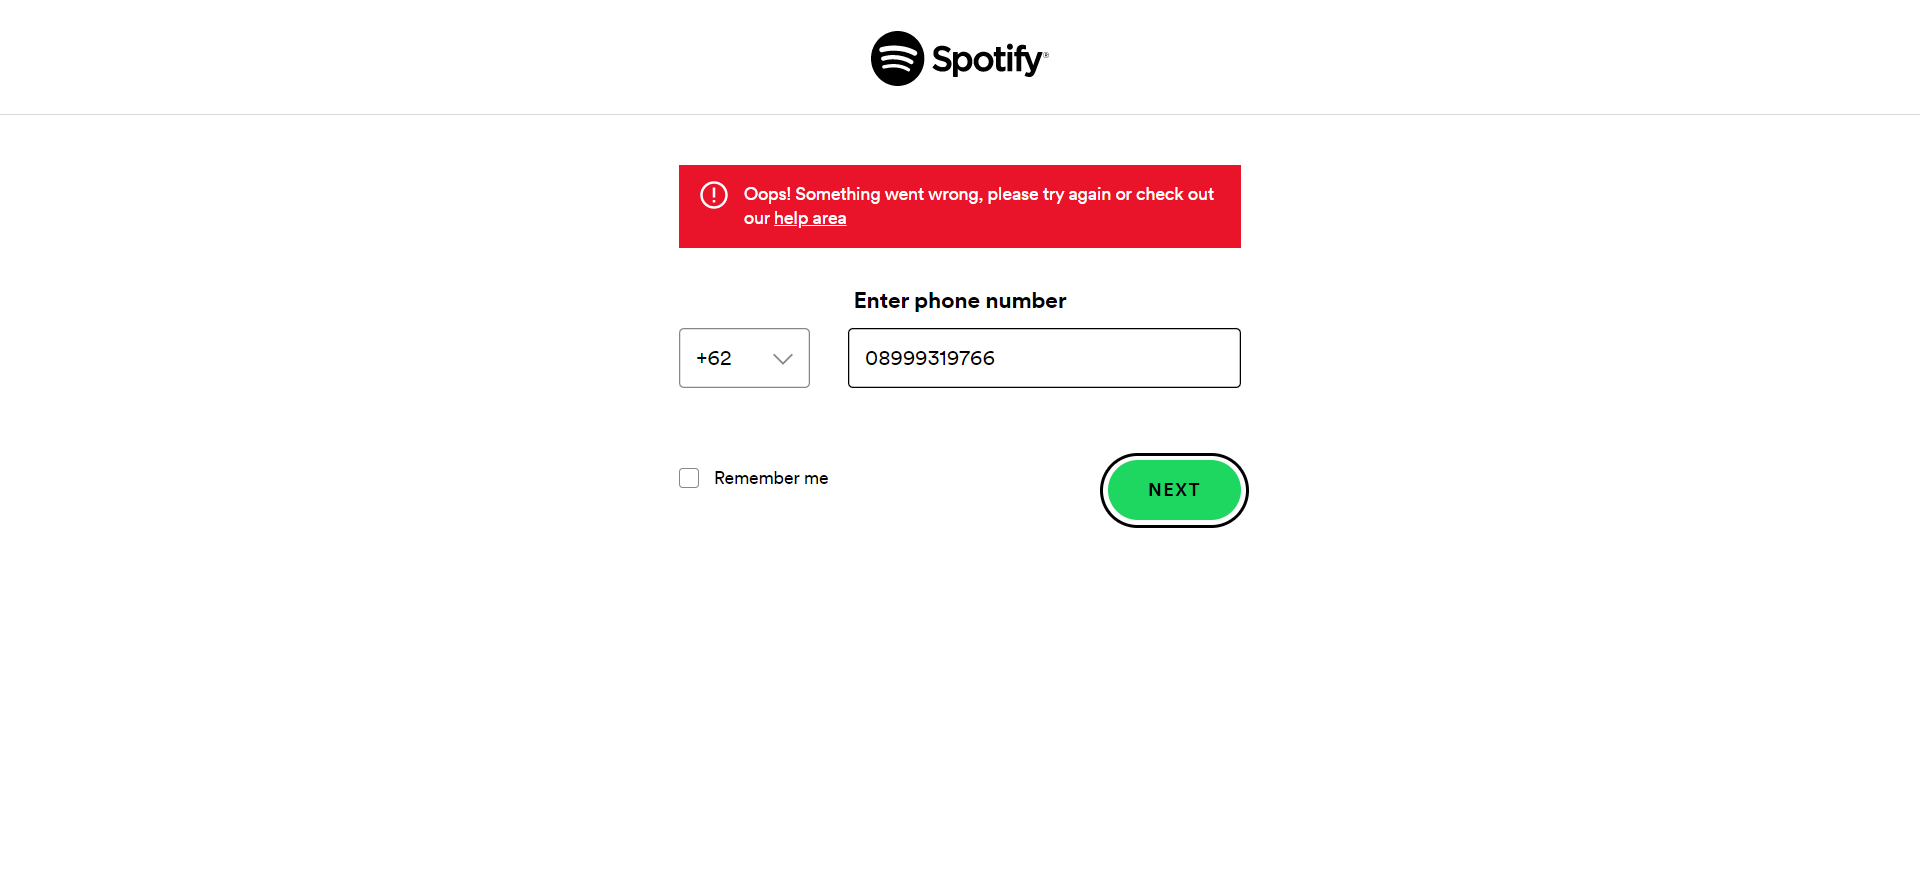 Spotify®
Oops! Something went wrong, please try again or check out
our help area
Enter phone number
+62
08999319766
Remember me
NEXT